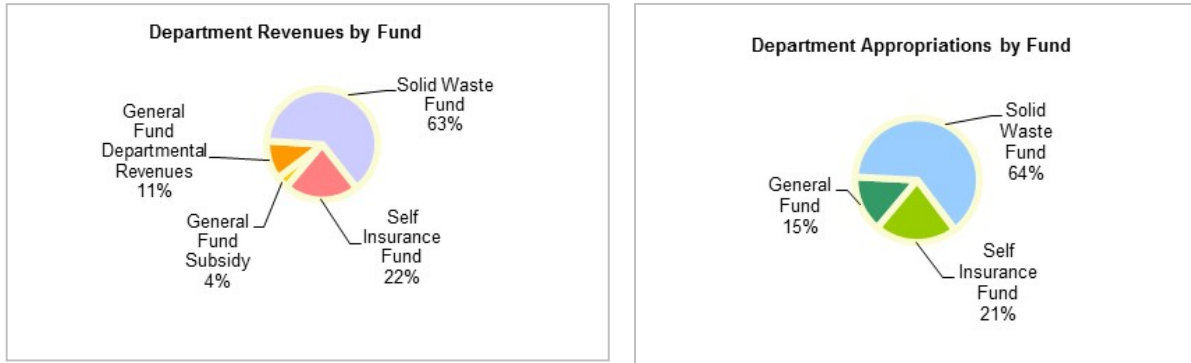 Department Revenues by Fund
Solid Waste
Fund
63%
General
Fund
Departmental
Revenues
11%
General
Fund
Subsidy
4%
Self
Insurance
Fund
22%
Department Appropriations by Fund
Solid
Waste
Fund
64%
General
Fund
15%
Self
Insurance
Fund
21%